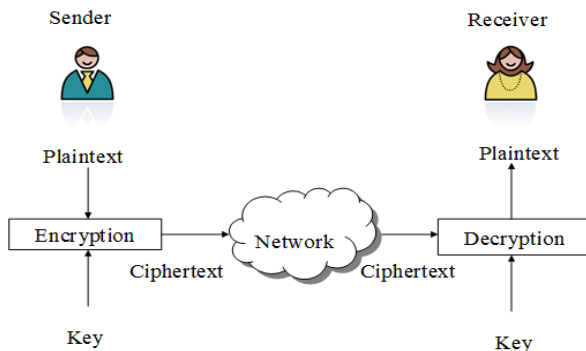 Sender
Receiver
Plaintext
Plaintext
Encryption
Network
Decryption
Ciphertext
Ciphertext
Key
Key